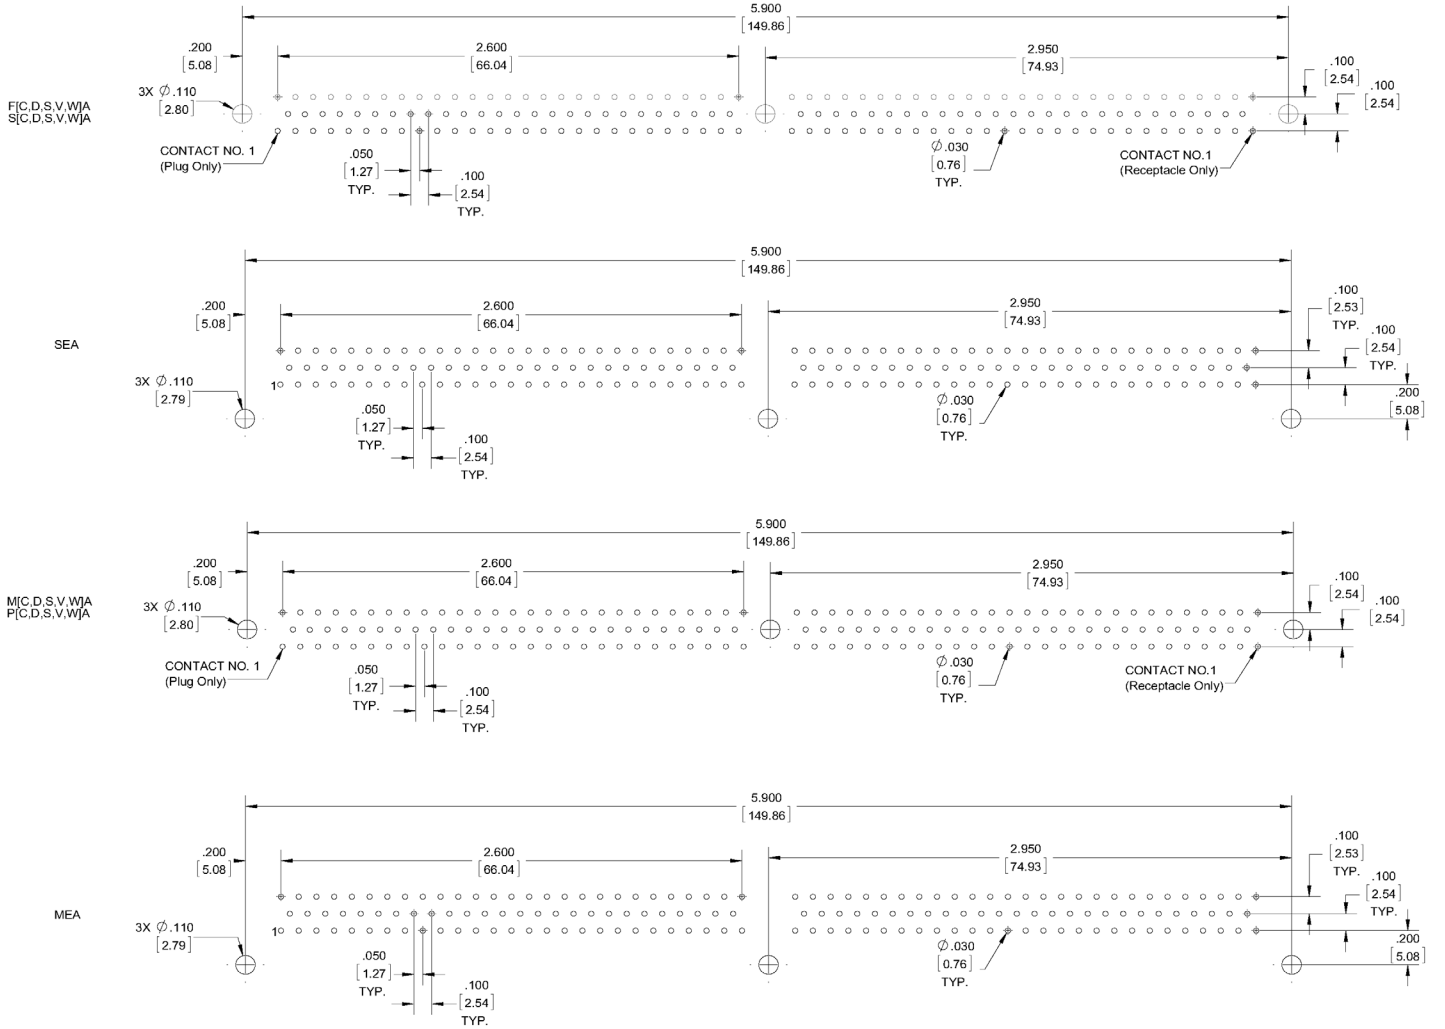 5.900
[149.86]
.200
[5.08]
2.600
[66.04]
2.950
[74.93]
.100
[2.54]
.100
[2.54]
3X Ø.110
[2.80]
F[C,D,S,V,W]A
S[C,D,S,V,W]A
CONTACT NO. 1
(Plug Only)
.050
[1.27]
TYP.
.100
[2.54]
TYP.
Ø.030
[0.76]
TYP.
CONTACT NO.1
(Receptacle Only)
5.900
[149.86]
.200
[5.08]
2.600
[66.04]
2.950
[74.93]
.100
[2.53]
TYP.
.100
[2.54]
TYP.
SEA
3X Ø.110
[2.79]
1
.200
[5.08]
.050
[1.27]
TYP.
.100
[2.54]
TYP.
Ø.030
[0.76]
TYP.
5.900
[149.86]
.200
[5.08]
2.600
[66.04]
2.950
[74.93]
.100
[2.54]
.100
[2.54]
M[C,D,S,V,W]A
P[C,D,S,V,W]A
3X Ø.110
[2.80]
CONTACT NO. 1
(Plug Only)
.050
[1.27]
TYP.
.100
[2.54]
TYP.
Ø.030
[0.76]
TYP.
CONTACT NO.1
(Receptacle Only)
5.900
[149.86]
.200
[5.08]
2.600
[66.04]
2.950
[74.93]
.100
[2.53]
TYP.
.100
[2.54]
TYP.
MEA
3X Ø.110
[2.79]
1
.200
[5.08]
.050
[1.27]
TYP.
.100
[2.54]
TYP.
Ø.030
[0.76]
TYP.